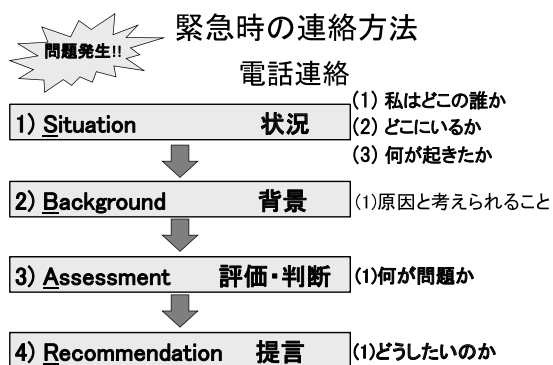 緊急時の連絡方法
問題発生!!
電話連絡
1) Situation 状況
(1) 私はどこの誰か
(2) どこにいるか
(3) 何が起きたか
2) Background 背景
(1)原因と考えられること
3) Assessment 評価・判断
(1)何が問題か
4) Recommendation 提言
(1)どうしたいのか